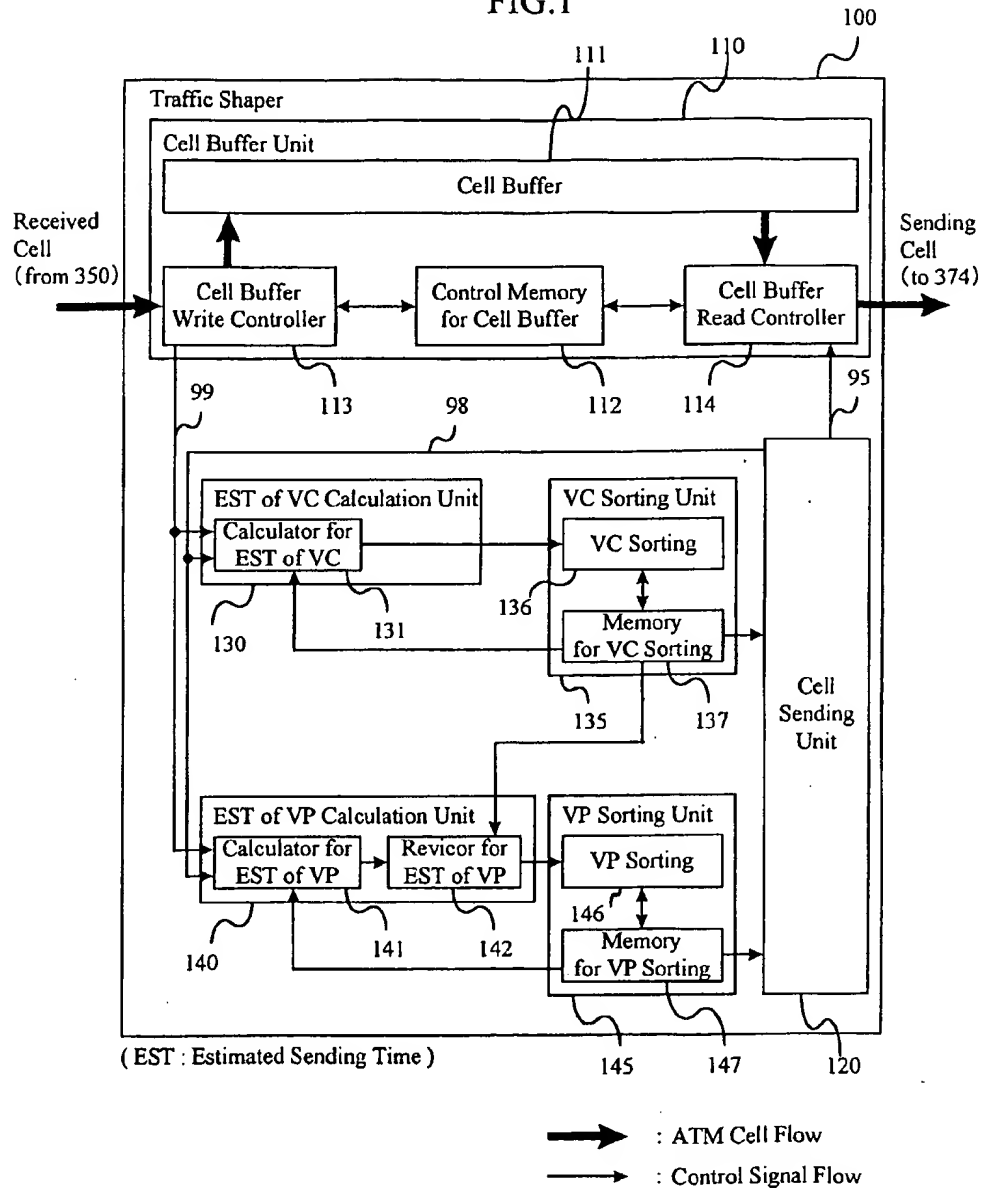 FIG.1
100
111
110
Traffic Shaper
Cell Buffer Unit
Cell Buffer
Received
Cell
(from 350)
Sending
Cell
(to 374)
Cell Buffer
Write Controller
Control Memory
for Cell Buffer
Cell Buffer
Read Controller
99
113
112
114
95
98
EST of VC Calculation Unit
Calculator for
EST of VC
VC Sorting Unit
VC Sorting
136
130
131
Memory
for VC Sorting
135
137
Cell
Sending
Unit
EST of VP Calculation Unit
Calculator for
EST of VP
Revicor for
EST of VP
VP Sorting Unit
VP Sorting
146
140
141
142
Memory
for VP Sorting
(EST : Estimated Sending Time)
145
147
120
: ATM Cell Flow
: Control Signal Flow